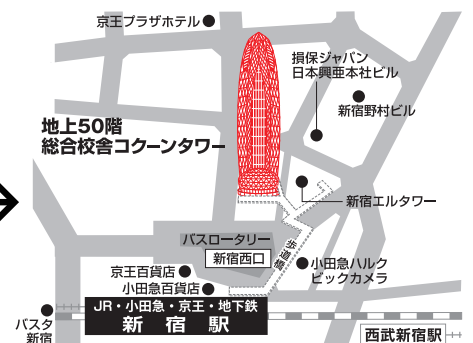 京王プラザホテル
損保ジャパン
日本興亜本社ビル
新宿野村ビル
地上50階
総合校舎コクーンタワー
新宿エルタワー
バスロータリー
歩道橋
新宿西口
京王百貨店
小田急ハルク
ビックカメラ
小田急百貨店
JR・小田急・京王・地下鉄
新宿駅
バスタ
新宿
西武新宿駅